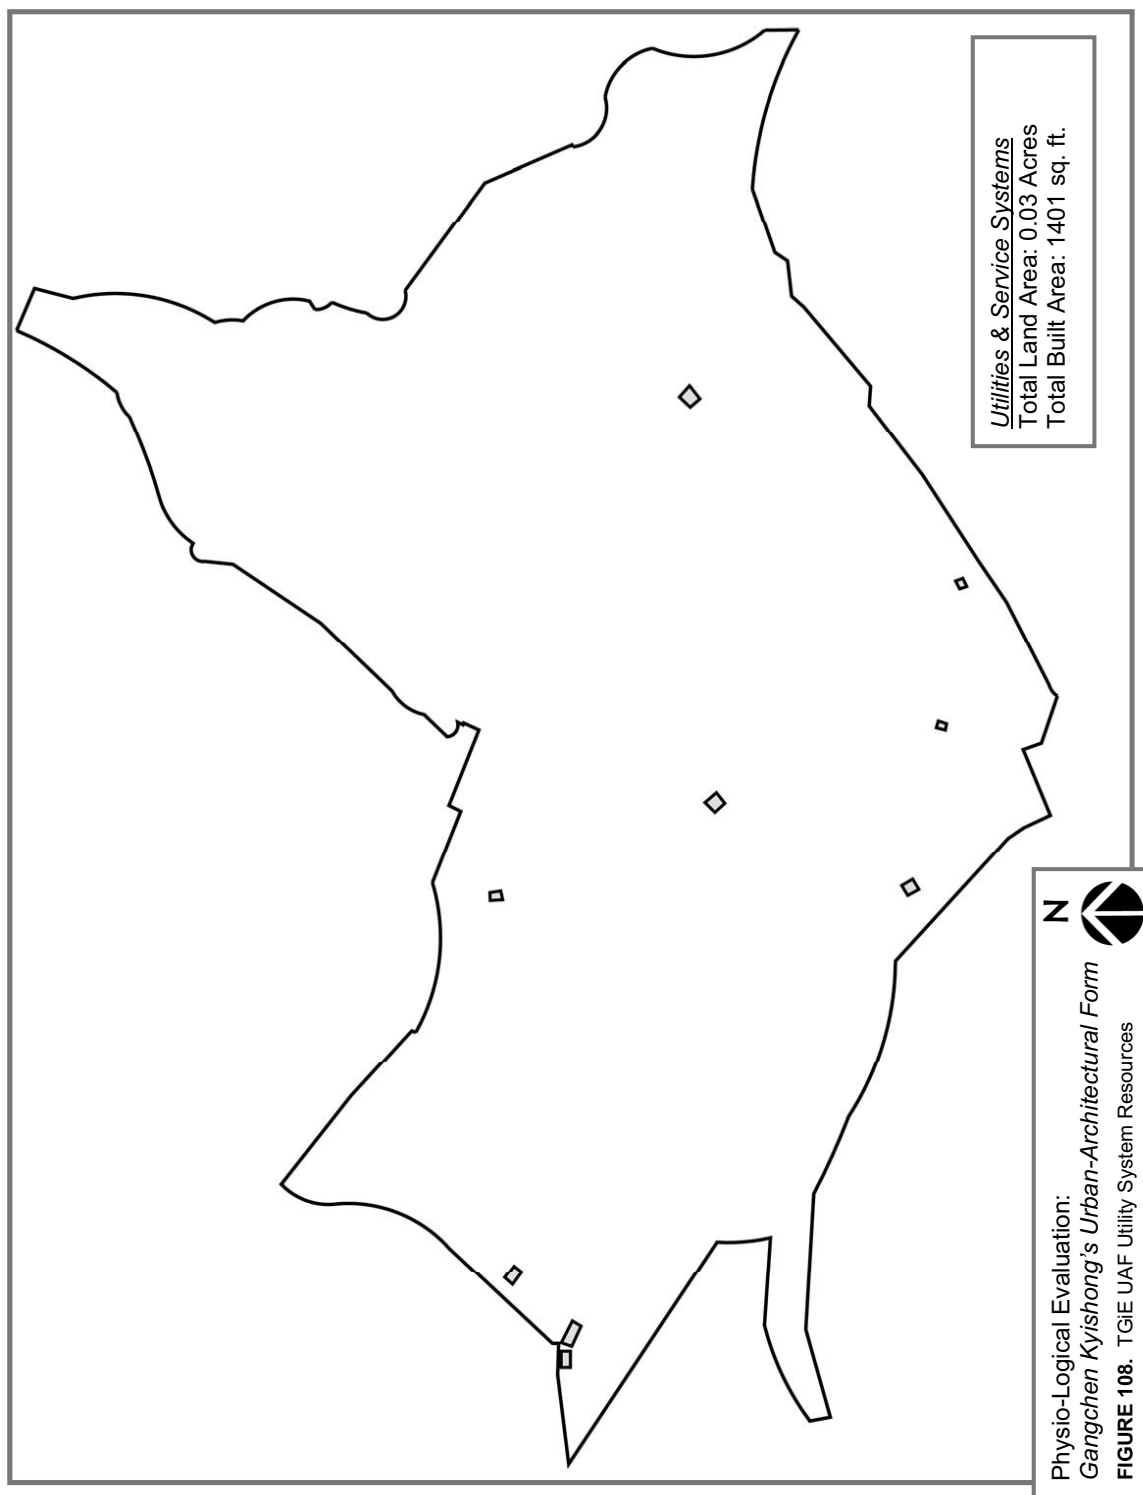 Utilities & Service Systems
Total Land Area: 0.03 Acres
Total Built Area: 1401 sq. ft.
N
Physio-Logical Evaluation:
Gangchen Kyishong's Urban-Architectural Form
FIGURE 108. TGiE UAF Utility System Resources